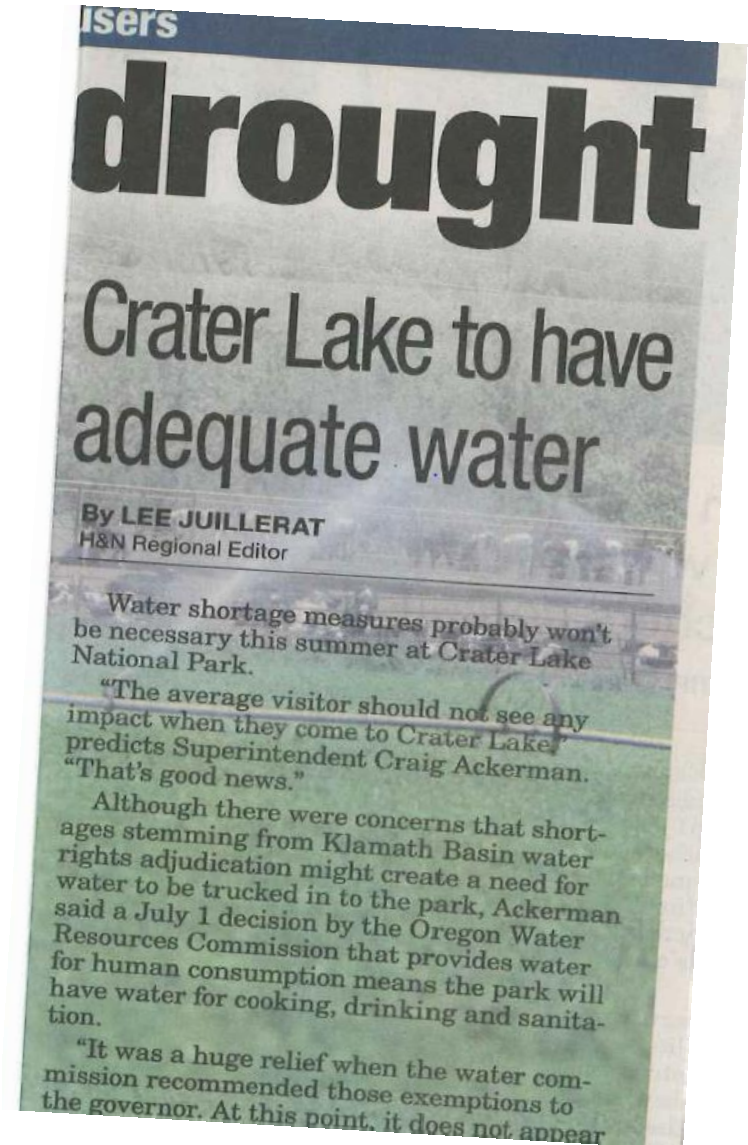 users
drought
Crater Lake to have
adequate water
By LEE JUILLERAT
H&N Regional Editor
Water shortage measures probably won't
be necessary this summer at Crater Lake
National Park.
“The average visitor should not see any
impact when they come to Crater Lake,”
predicts Superintendent Craig Ackerman.
“That's good news.”
Although there were concerns that short-
ages stemming from Klamath Basin water
rights adjudication might create a need for
water to be trucked in to the park, Ackerman
said a July 1 decision by the Oregon Water
Resources Commission that provides water
for human consumption means the park will
have water for cooking, drinking and sanita-
tion.
“It was a huge relief when the water com-
mission recommended those exemptions to
the governor. At this point, it does not appear